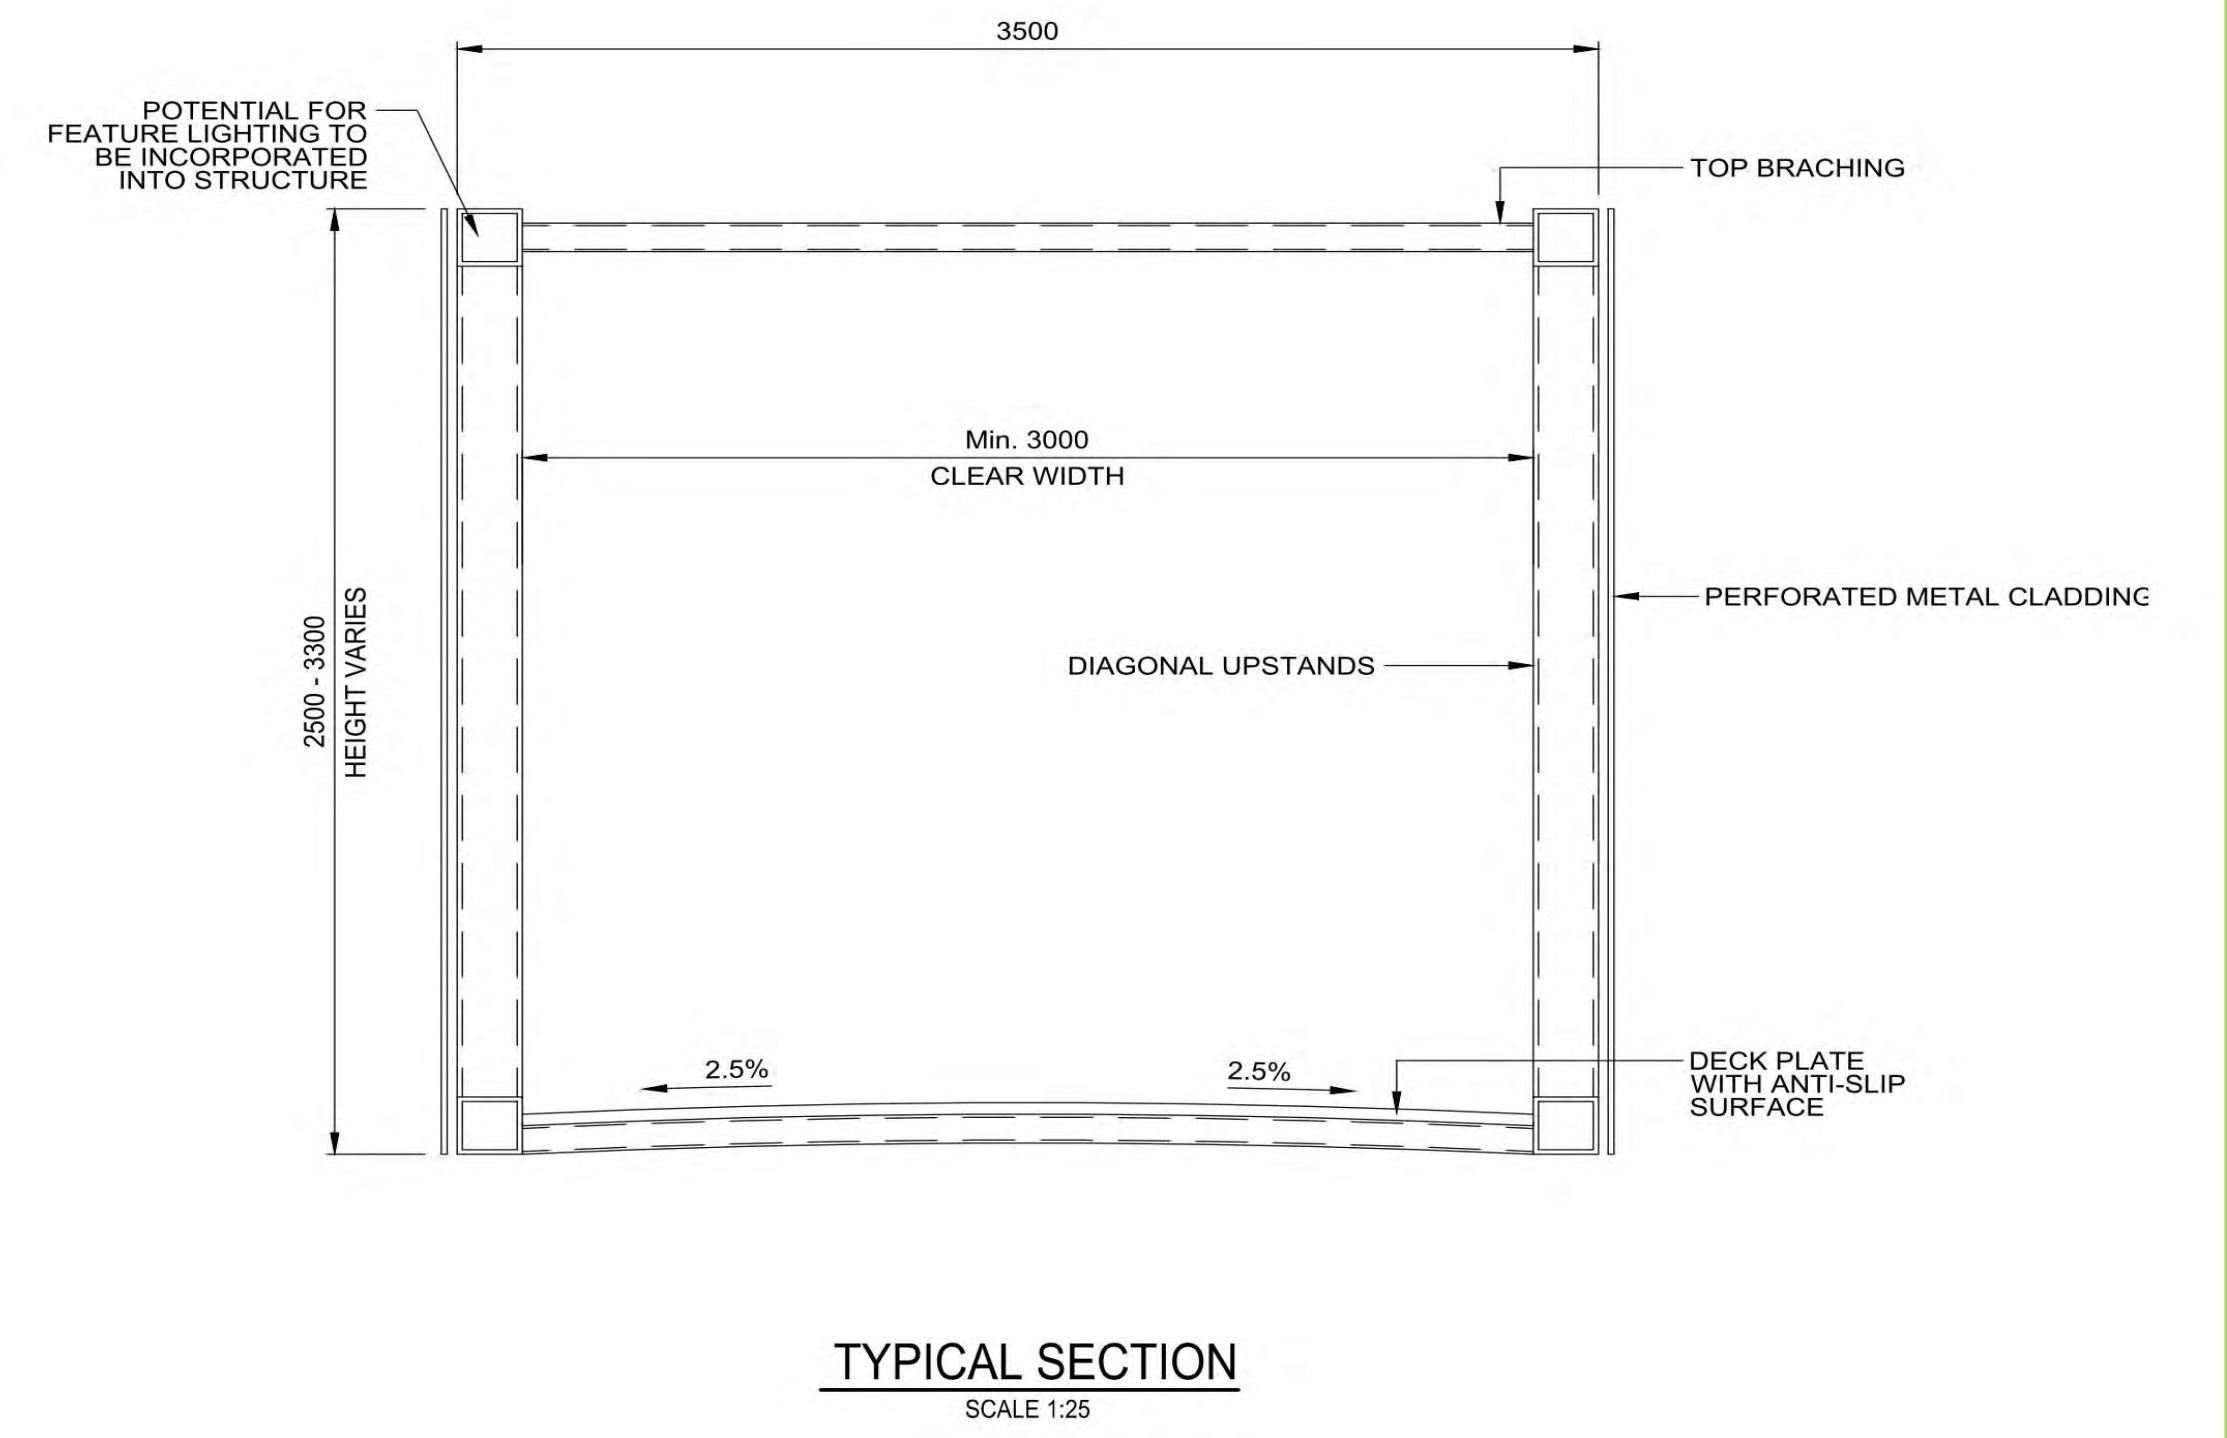 3500
POTENTIAL FOR
FEATURE LIGHTING TO
BE INCORPORATED
INTO STRUCTURE
TOP BRACHING
Min. 3000
CLEAR WIDTH
2500 - 3300
HEIGHT VARIES
PERFORATED METAL CLADDING
DIAGONAL UPSTANDS
2.5%
2.5%
DECK PLATE
WITH ANTI-SLIP
SURFACE
TYPICAL SECTION
SCALE 1:25